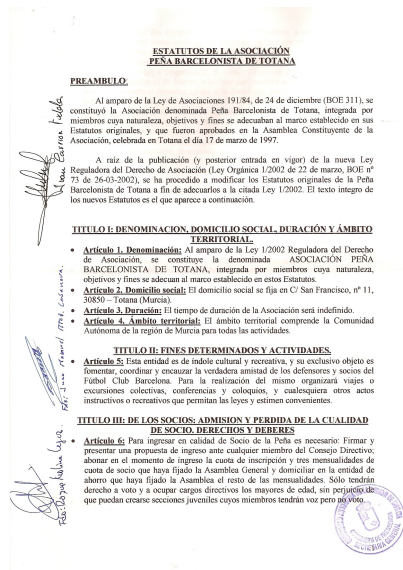 ESTATUTOS DE LA ASOCIACIÓN
PEÑA BARCELONISTA DE TOTANA
PREAMBULO:
Al amparo de la Ley de Asociaciones 191/84, de 24 de diciembre (BOE 311), se
constituyó la Asociación denominada Peña Barcelonista de Totana, integrada por
miembros cuya naturaleza, objetivos y fines se adecuaban al marco establecido en sus
Estatutos originales, y que fueron aprobados en la Asamblea Constituyente de la
Asociación, celebrada en Totana el día 17 de marzo de 1997.
A raíz de la publicación (y posterior entrada en vigor) de la nueva Ley
Reguladora del Derecho de Asociación (Ley Orgánica 1/2002 de 22 de marzo, BOE nº
73 de 26-03-2002), se ha procedido a modificar los Estatutos originales de la Peña
Barcelonista de Totana a fin de adecuarlos a la citada Ley 1/2002. El texto integro de
los nuevos Estatutos es el que aparece a continuación.
TITULO I: DENOMINACION, DOMICILIO SOCIAL, DURACIÓN Y ÁMBITO
TERRITORIAL.
• Artículo 1. Denominación: Al amparo de la Ley 1/2002 Reguladora del Derecho
de Asociación, se constituye la denominada ASOCIACIÓN PEÑA
BARCELONISTA DE TOTANA, integrada por miembros cuya naturaleza,
objetivos y fines se adecuan al marco establecido en estos Estatutos.
• Artículo 2. Domicilio social: El domicilio social se fija en C/ San Francisco, nº 11,
30850 – Totana (Murcia).
• Artículo 3. Duración: El tiempo de duración de la Asociación será indefinido.
• Artículo 4. Ámbito territorial: El ámbito territorial comprende la Comunidad
Autónoma de la región de Murcia para todas las actividades.
TITULO II: FINES DETERMINADOS Y ACTIVIDADES.
• Artículo 5: Esta entidad es de índole cultural y recreativa, y su exclusivo objeto es
fomentar, coordinar y encauzar la verdadera amistad de los defensores y socios del
Fútbol Club Barcelona. Para la realización del mismo organizará viajes o
excursiones colectivas, conferencias y coloquios, y cualesquiera otros actos
instructivos o recreativos que permitan las leyes y estimen convenientes.
TITULO III: DE LOS SOCIOS: ADMISION Y PERDIDA DE LA CUALIDAD
DE SOCIO. DERECHOS Y DEBERES
• Artículo 6: Para ingresar en calidad de Socio de la Peña es necesario: Firmar y
presentar una propuesta de ingreso ante cualquier miembro del Consejo Directivo;
abonar en el momento de ingreso la cuota de inscripción y tres mensualidades de
cuota de socio que haya fijado la Asamblea General y domiciliar en la entidad de
ahorro que haya fijado la Asamblea el resto de las mensualidades. Sólo tendrán
derecho a voto y a ocupar cargos directivos los mayores de edad, sin perjuicio de
que puedan crearse secciones juveniles cuyos miembros tendrán voz pero no voto.